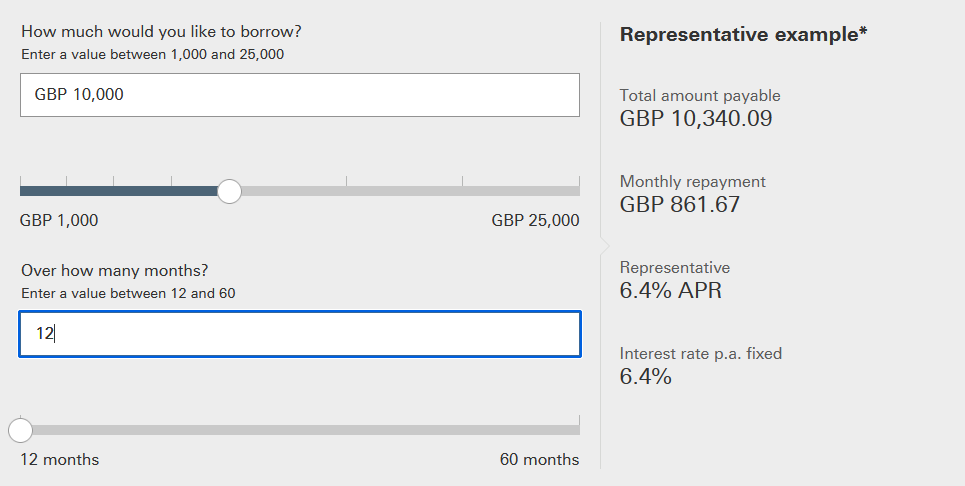 How much would you like to borrow?
Enter a value between 1,000 and 25,000
GBP 10,000
GBP 1,000
GBP 25,000
Over how many months?
Enter a value between 12 and 60
12
12 months
60 months
Representative example*
Total amount payable
GBP 10,340.09
Monthly repayment
GBP 861.67
Representative
6.4% APR
Interest rate p.a. fixed
6.4%